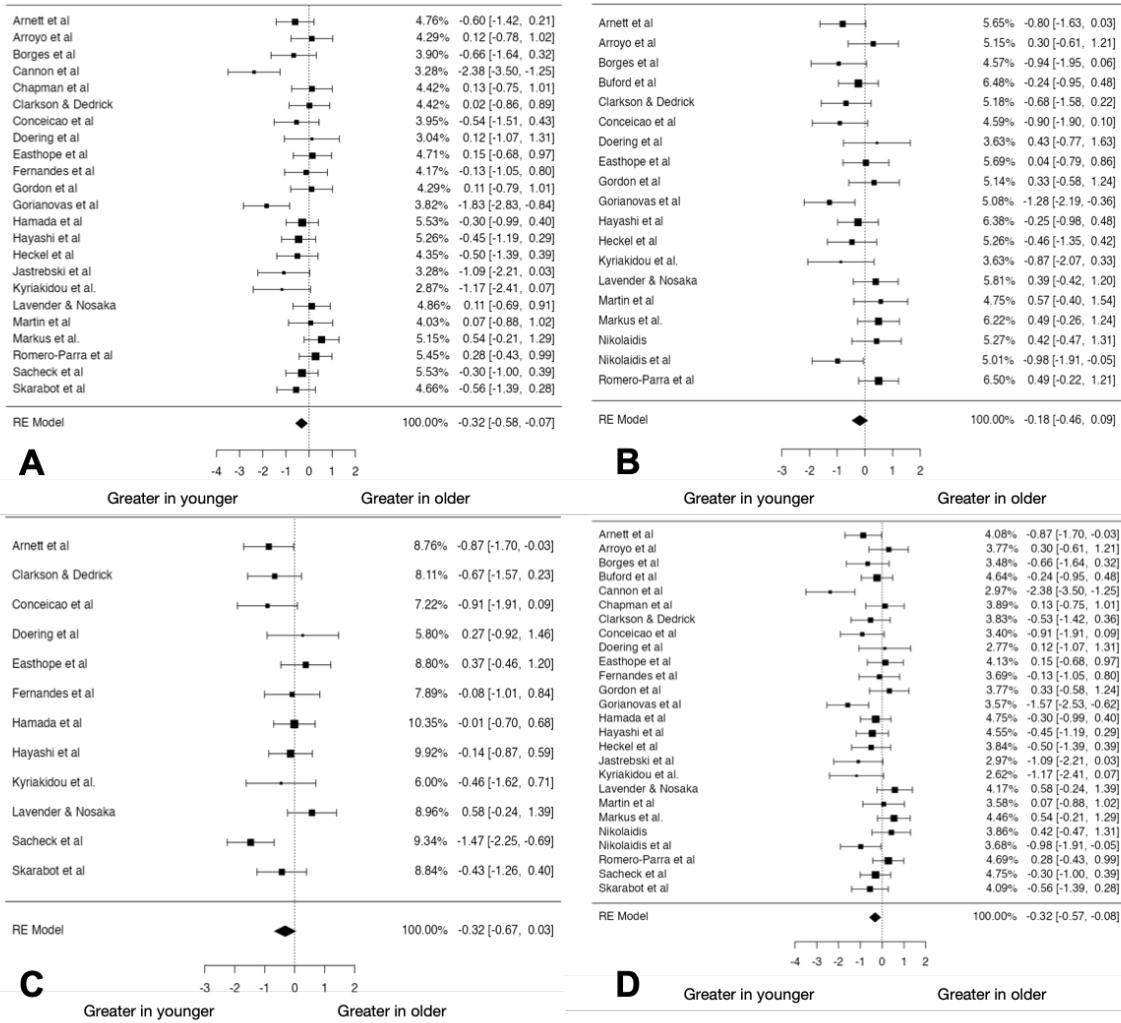 Arnett et al 4.76% -0.60 [-1.42, 0.21]
Arroyo et al 4.29% 0.12 [-0.78, 1.02]
Borges et al 3.90% -0.66 [-1.64, 0.32]
Cannon et al 3.28% -2.38 [-3.50, -1.25]
Chapman et al 4.42% 0.13 [-0.75, 1.01]
Clarkson & Dedrick 4.42% 0.02 [-0.86, 0.89]
Conceicao et al 3.95% -0.54 [-1.51, 0.43]
Doering et al 3.04% 0.12 [-1.07, 1.31]
Easthope et al 4.71% 0.15 [-0.68, 0.97]
Fernandes et al 4.17% -0.13 [-1.05, 0.80]
Gordon et al 4.29% 0.11 [-0.79, 1.01]
Gorianovas et al 3.82% -1.83 [-2.83, -0.84]
Hamada et al 5.53% -0.30 [-0.99, 0.40]
Hayashi et al 5.26% -0.45 [-1.19, 0.29]
Heckel et al 4.35% -0.50 [-1.39, 0.39]
Jastrebski et al 3.28% -1.09 [-2.21, 0.03]
Kyriakidou et al. 2.87% -1.17 [-2.41, 0.07]
Lavender & Nosaka 4.86% 0.11 [-0.69, 0.91]
Martin et al 4.03% 0.07 [-0.88, 1.02]
Markus et al. 5.15% 0.54 [-0.21, 1.29]
Romero-Parra et al 5.45% 0.28 [-0.43, 0.99]
Sacheck et al 5.53% -0.30 [-1.00, 0.39]
Skarabot et al 4.66% -0.56 [-1.39, 0.28]
RE Model 100.00% -0.32 [-0.58, -0.07]
A
-4 -3 -2 -1 0 1 2
Greater in younger Greater in older
Arnett et al 5.65% -0.80 [-1.63, 0.03]
Arroyo et al 5.15% 0.30 [-0.61, 1.21]
Borges et al 4.57% -0.94 [-1.95, 0.06]
Buford et al 6.48% -0.24 [-0.95, 0.48]
Clarkson & Dedrick 5.18% -0.68 [-1.58, 0.22]
Conceicao et al 4.59% -0.90 [-1.90, 0.10]
Doering et al 3.63% 0.43 [-0.77, 1.63]
Easthope et al 5.69% 0.04 [-0.79, 0.86]
Gordon et al 5.14% 0.33 [-0.58, 1.24]
Gorianovas et al 5.08% -1.28 [-2.19, -0.36]
Hayashi et al 6.38% -0.25 [-0.98, 0.48]
Heckel et al 5.26% -0.46 [-1.35, 0.42]
Kyriakidou et al. 3.63% -0.87 [-2.07, 0.33]
Lavender & Nosaka 5.81% 0.39 [-0.42, 1.20]
Martin et al 4.75% 0.57 [-0.40, 1.54]
Markus et al. 6.22% 0.49 [-0.26, 1.24]
Nikolaidis 5.27% 0.42 [-0.47, 1.31]
Nikolaidis et al 5.01% -0.98 [-1.91, -0.05]
Romero-Parra et al 6.50% 0.49 [-0.22, 1.21]
RE Model 100.00% -0.18 [-0.46, 0.09]
B
-3 -2 -1 0 1 2
Greater in younger Greater in older
Arnett et al 8.76% -0.87 [-1.70, -0.03]
Clarkson & Dedrick 8.11% -0.67 [-1.57, 0.23]
Conceicao et al 7.22% -0.91 [-1.91, 0.09]
Doering et al 5.80% 0.27 [-0.92, 1.46]
Easthope et al 8.80% 0.37 [-0.46, 1.20]
Fernandes et al 7.89% -0.08 [-1.01, 0.84]
Hamada et al 10.35% -0.01 [-0.70, 0.68]
Hayashi et al 9.92% -0.14 [-0.87, 0.59]
Kyriakidou et al. 6.00% -0.46 [-1.62, 0.71]
Lavender & Nosaka 8.96% 0.58 [-0.24, 1.39]
Sacheck et al 9.34% -1.47 [-2.25, -0.69]
Skarabot et al 8.84% -0.43 [-1.26, 0.40]
RE Model 100.00% -0.32 [-0.67, 0.03]
C
-3 -2 -1 0 1 2
Greater in younger Greater in older
Arnett et al 4.08% -0.87 [-1.70, -0.03]
Arroyo et al 3.77% 0.30 [-0.61, 1.21]
Borges et al 3.48% -0.66 [-1.64, 0.32]
Buford et al 4.64% -0.24 [-0.95, 0.48]
Cannon et al 2.97% -2.38 [-3.50, -1.25]
Chapman et al 3.89% 0.13 [-0.75, 1.01]
Clarkson & Dedrick 3.83% -0.53 [-1.42, 0.36]
Conceicao et al 3.40% -0.91 [-1.91, 0.09]
Doering et al 2.77% 0.12 [-1.07, 1.31]
Easthope et al 4.13% 0.15 [-0.68, 0.97]
Fernandes et al 3.69% -0.13 [-1.05, 0.80]
Gordon et al 3.77% 0.33 [-0.58, 1.24]
Gorianovas et al 3.57% -1.57 [-2.53, -0.62]
Hamada et al 4.75% -0.30 [-0.99, 0.40]
Hayashi et al 4.55% -0.45 [-1.19, 0.29]
Heckel et al 3.84% -0.50 [-1.39, 0.39]
Jastrebski et al 2.97% -1.09 [-2.21, 0.03]
Kyriakidou et al. 2.62% -1.17 [-2.41, 0.07]
Lavender & Nosaka 4.17% 0.58 [-0.24, 1.39]
Martin et al 3.58% 0.07 [-0.88, 1.02]
Markus et al. 4.46% 0.54 [-0.21, 1.29]
Nikolaidis 3.86% 0.42 [-0.47, 1.31]
Nikolaidis et al 3.68% -0.98 [-1.91, -0.05]
Romero-Parra et al 4.69% 0.28 [-0.43, 0.99]
Sacheck et al 4.75% -0.30 [-1.00, 0.39]
Skarabot et al 4.09% -0.56 [-1.39, 0.28]
RE Model 100.00% -0.32 [-0.57, -0.08]
D
-4 -3 -2 -1 0 1 2
Greater in younger Greater in older